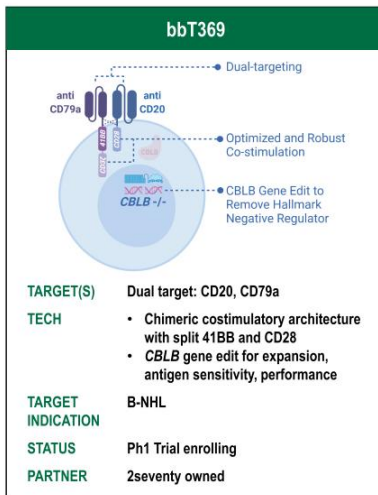 bbT369
Dual-targeting
anti
CD79a
anti
CD20
Optimized and Robust
Co-stimulation
CBLB
CBLB -/-
CBLB Gene Edit to
Remove Hallmark
Negative Regulator
TARGET(S) Dual target: CD20, CD79a
TECH • Chimeric costimulatory architecture
with split 41BB and CD28
• CBLB gene edit for expansion,
antigen sensitivity, performance
TARGET
INDICATION B-NHL
STATUS Ph1 Trial enrolling
PARTNER 2seventy owned